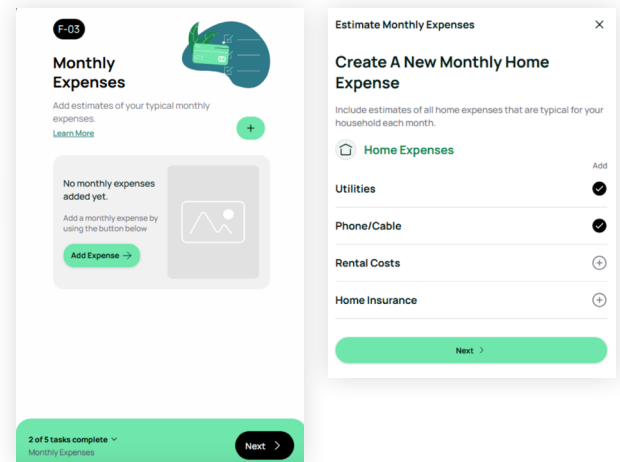 F-03
Monthly
Expenses
Add estimates of your typical monthly
expenses.
Learn More
No monthly expenses
added yet.
Add a monthly expense by
using the button below
Add Expense →
2 of 5 tasks complete
Monthly Expenses
Next >
Estimate Monthly Expenses
Create A New Monthly Home
Expense
Include estimates of all home expenses that are typical for your
household each month.
Home Expenses
Add
Utilities
Phone/Cable
Rental Costs
Home Insurance
Next >